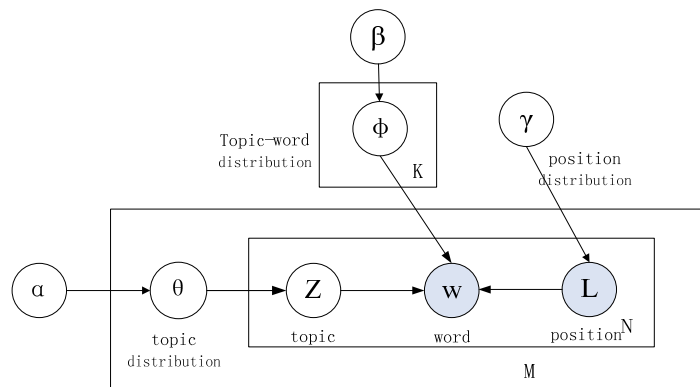 β
Φ
K
Topic-word
distribution
γ
position
distribution
α
θ
Z
w
L
topic
distribution
topic
word
position
N
M